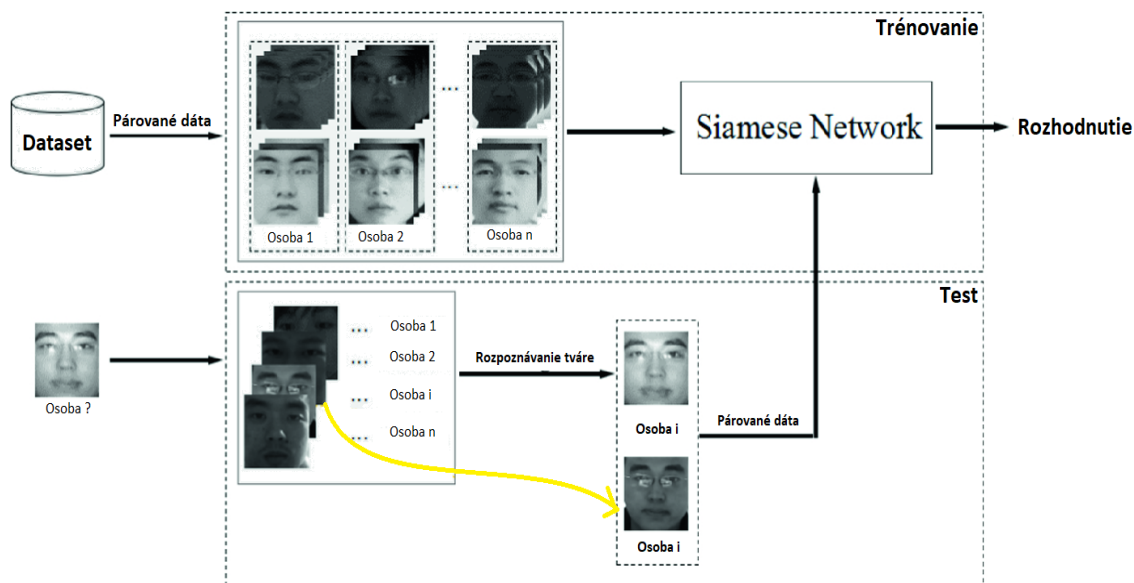 Trénovanie
Párované dáta
Dataset
...
...
Osoba 1
Osoba 2
Osoba n
Siamese Network
Rozhodnutie
Test
Osoba ?
... Osoba 1
... Osoba 2
... Osoba i
... Osoba n
Rozpoznávanie tváre
Osoba i
Párované dáta
Osoba i